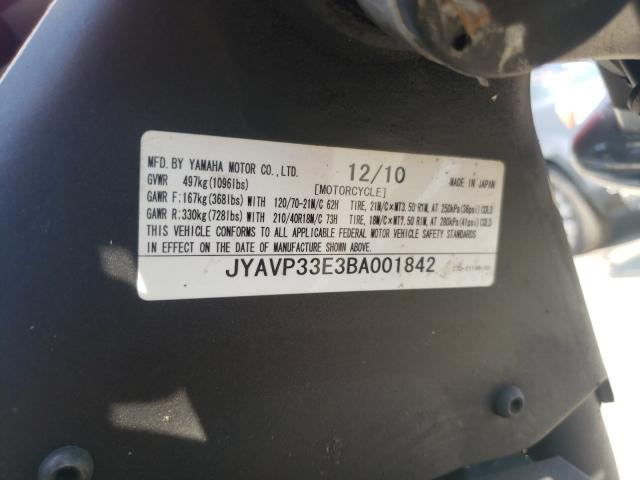 MFD. BY YAMAHA MOTOR CO., LTD. 12/10
GVWR 497kg(1096lbs) [MOTORCYCLE] MADE IN JAPAN
GAWR F:167kg(368lbs) WITH 120/70-21M/C 62H TIRE, 21M/C×MT3.50 RIM, AT 250kPa(36psi) COLD
GAWR R:330kg(728lbs) WITH 210/40R18M/C 73H TIRE, 18M/C×MT7.50 RIM, AT 280kPa(41psi) COLD
THIS VEHICLE CONFORMS TO ALL APPLICABLE FEDERAL MOTOR VEHICLE SAFETY STANDARDS
IN EFFECT ON THE DATE OF MANUFACTURE SHOWN ABOVE.
JYAVP33E3BA001842